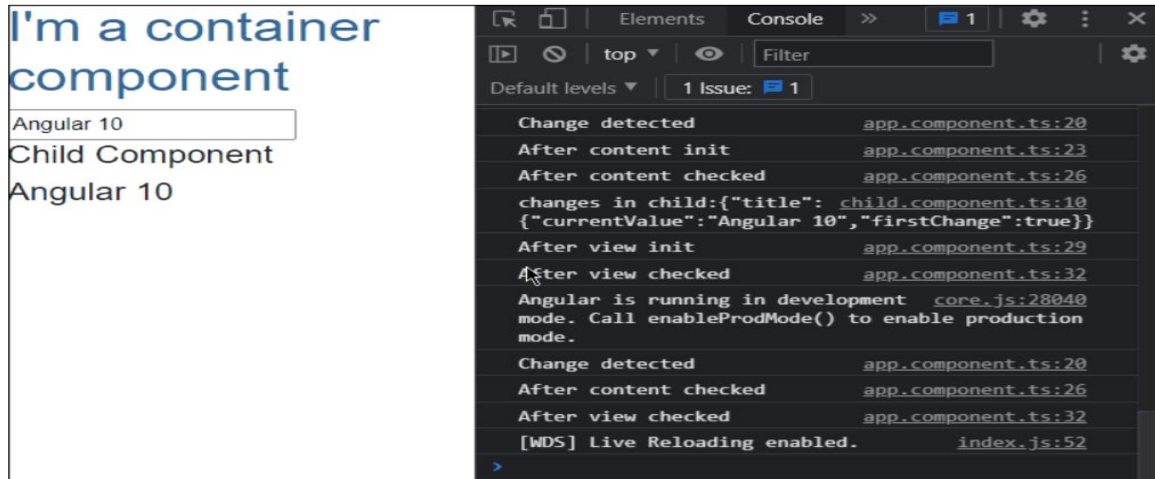 I'm a container
component
Angular 10
Child Component
Angular 10
Elements Console » 1
top ▼ Filter
Default levels ▼ 1 Issue: 1
Change detected app.component.ts:20
After content init app.component.ts:23
After content checked app.component.ts:26
changes in child:{"title": child.component.ts:10
{"currentValue":"Angular 10","firstChange":true}}
After view init app.component.ts:29
After view checked app.component.ts:32
Angular is running in development core.js:28040
mode. Call enableProdMode() to enable production
mode.
Change detected app.component.ts:20
After content checked app.component.ts:26
After view checked app.component.ts:32
[WDS] Live Reloading enabled. index.js:52
>